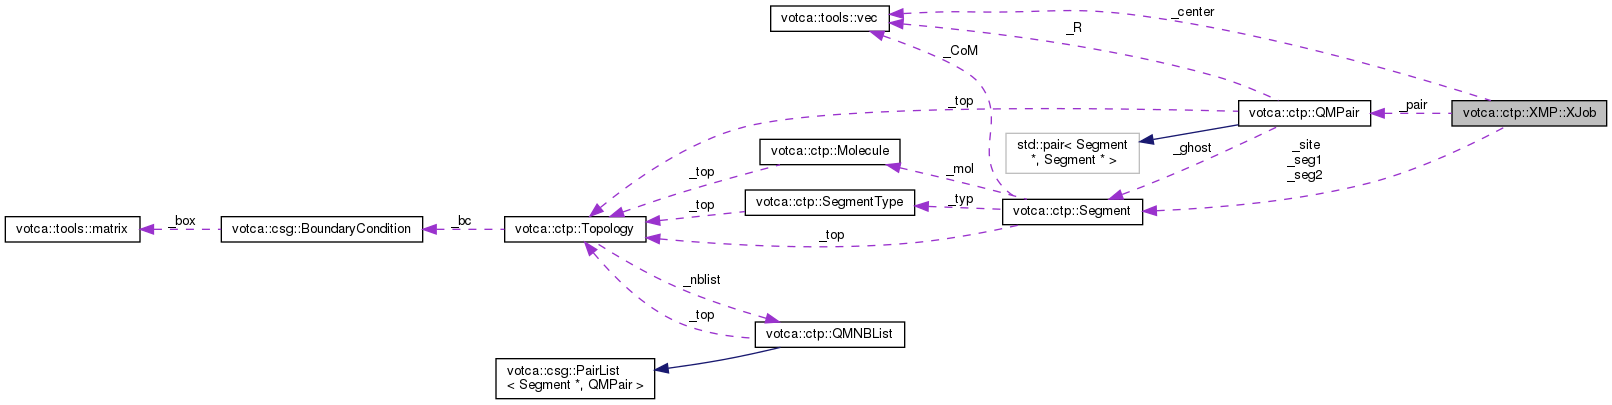 votca::tools::vec
_center
_R
_CoM
_top
votca::ctp::QMPair
_pair
votca::ctp::XMP::XJob
std::pair< Segment
*, Segment * >
_ghost
_site
_seg1
_seg2
votca::ctp::Molecule
_top
_mol
votca::ctp::SegmentType
_top
_typ
votca::ctp::Segment
votca::tools::matrix
_box
votca::csg::BoundaryCondition
_bc
votca::ctp::Topology
_top
_nblist
_top
votca::ctp::QMNBList
votca::csg::PairList
< Segment *, QMPair >